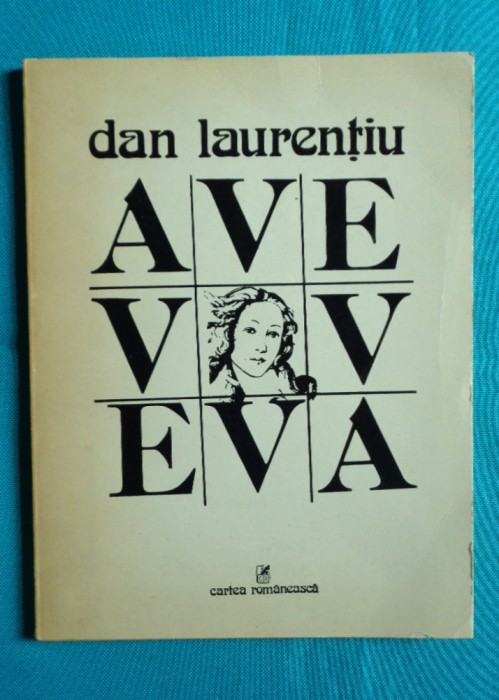 dan laurențiu
AVE
V V
EVA
cartea românească